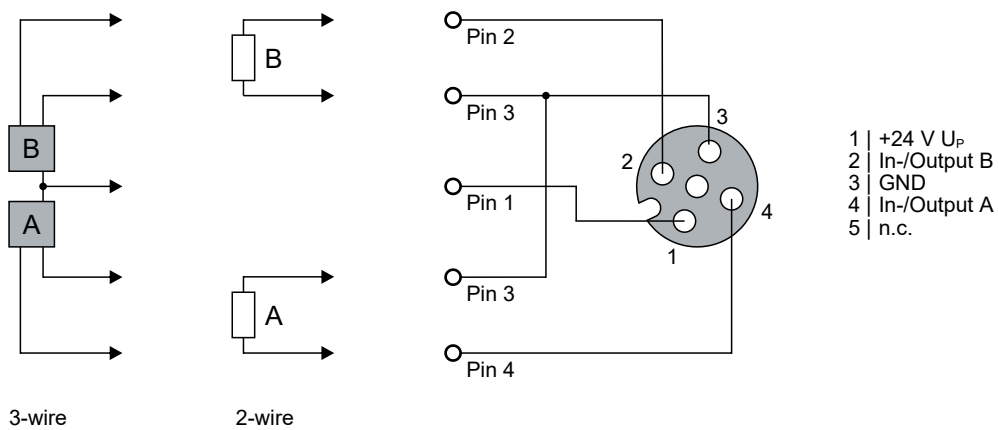 Pin 2
B
Pin 3
3
B
2
Pin 1
4
A
1
Pin 3
A
Pin 4
1 | +24 V UP
2 | In-/Output B
3 | GND
4 | In-/Output A
5 | n.c.
3-wire
2-wire